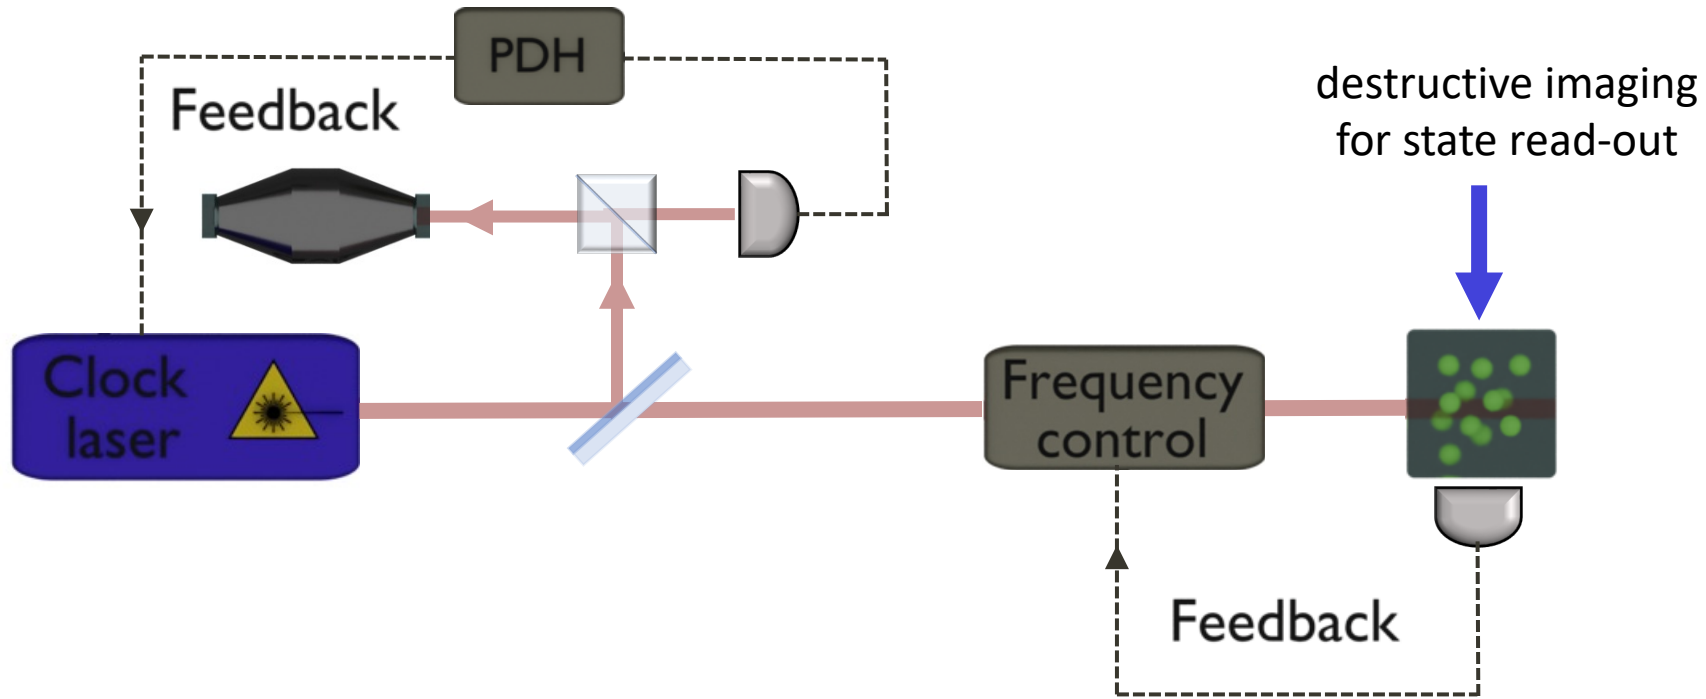 PDH
Feedback
destructive imaging
for state read-out
Clock
laser
Frequency
control
Feedback